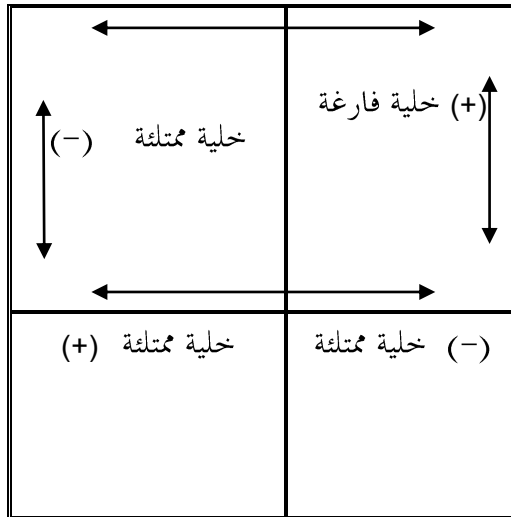 (+) خلية فارغة
خلية ممتلئة (−)
(−) خلية ممتلئة
خلية ممتلئة (+)